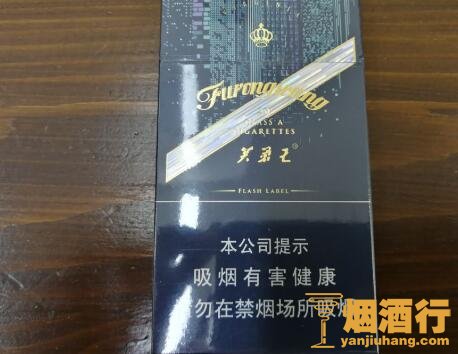 Furongwang
CLASS A
CIGARETTES
芙蓉王®
FLASH LABEL
本公司提示
吸烟有害健康
请勿在禁烟场所吸烟
烟酒行
yanjiuhang.com